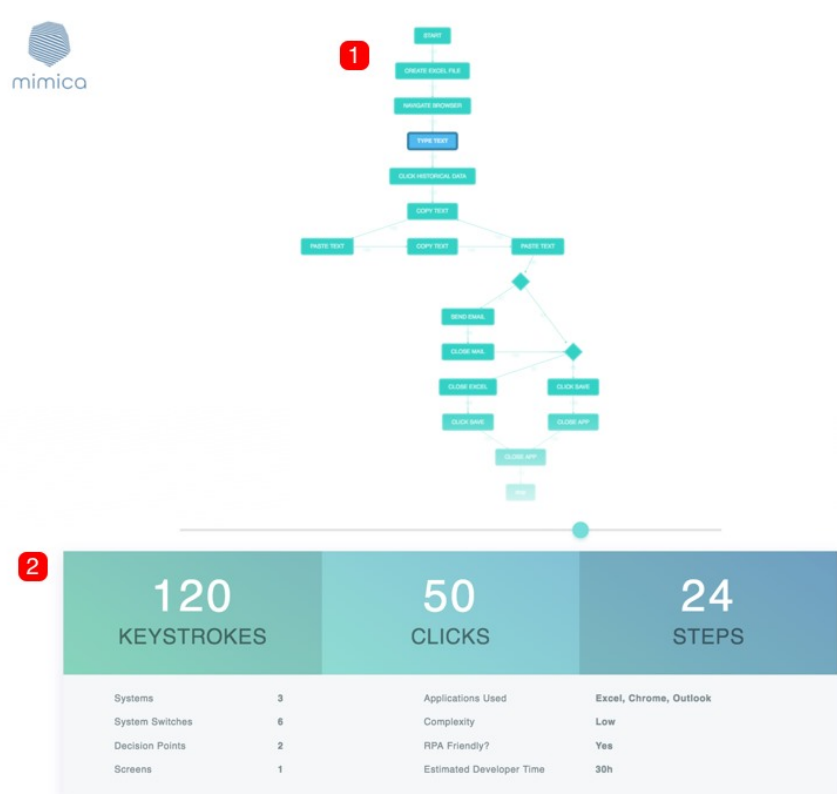 mimica
1
START
CREATE EXCEL FILE
NAVIGATE BROWSER
TYPE TEXT
CLICK HISTORICAL DATA
COPY TEXT
PASTE TEXT COPY TEXT PASTE TEXT
SEND EMAIL
CLOSE MAIL
CLOSE EXCEL CLICK SAVE
CLICK SAVE CLOSE APP
CLOSE APP
2
120 50 24
KEYSTROKES CLICKS STEPS
Systems 3 Applications Used Excel, Chrome, Outlook
System Switches 6 Complexity Low
Decision Points 2 RPA Friendly? Yes
Screens 1 Estimated Developer Time 30h